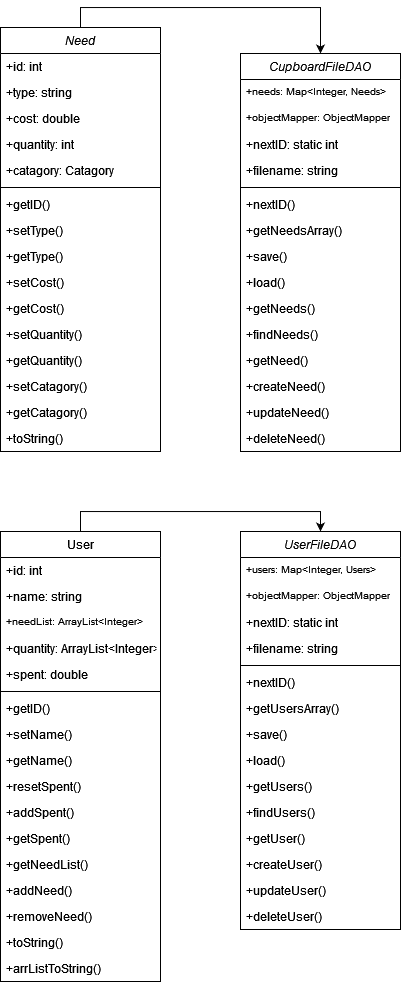 Need
+id: int
+type: string
+cost: double
+quantity: int
+catagory: Catagory
+getID()
+setType()
+getType()
+setCost()
+getCost()
+setQuantity()
+getQuantity()
+setCatagory()
+getCatagory()
+toString()
CupboardFileDAO
+needs: Map<Integer, Needs>
+objectMapper: ObjectMapper
+nextID: static int
+filename: string
+nextID()
+getNeedsArray()
+save()
+load()
+getNeeds()
+findNeeds()
+getNeed()
+createNeed()
+updateNeed()
+deleteNeed()
User
+id: int
+name: string
+needList: ArrayList<Integer>
+quantity: ArrayList<Integer>
+spent: double
+getID()
+setName()
+getName()
+resetSpent()
+addSpent()
+getSpent()
+getNeedList()
+addNeed()
+removeNeed()
+toString()
+arrListToString()
UserFileDAO
+users: Map<Integer, Users>
+objectMapper: ObjectMapper
+nextID: static int
+filename: string
+nextID()
+getUsersArray()
+save()
+load()
+getUsers()
+findUsers()
+getUser()
+createUser()
+updateUser()
+deleteUser()